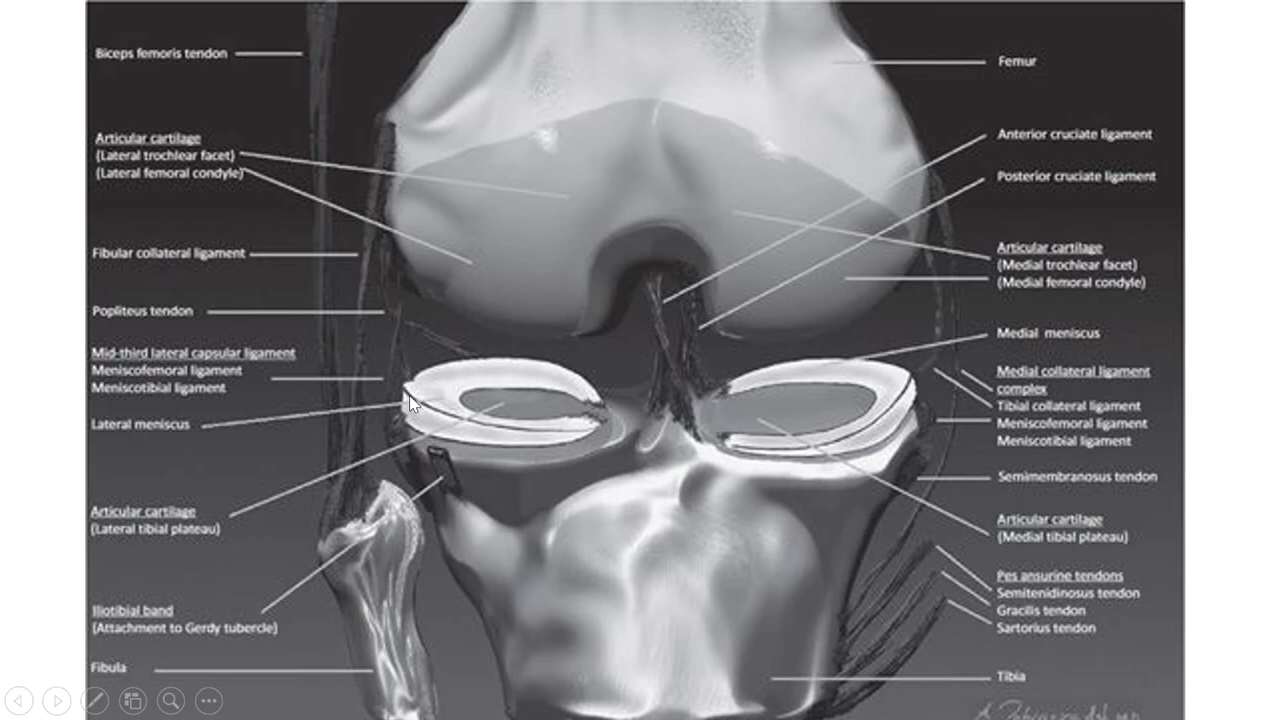 Biceps femoris tendon
Articular cartilage
(Lateral trochlear facet)
(Lateral femoral condyle)
Fibular collateral ligament
Popliteus tendon
Mid-third lateral capsular ligament
Meniscofemoral ligament
Meniscotibial ligament
Lateral meniscus
Articular cartilage
(Lateral tibial plateau)
Iliotibial band
(Attachment to Gerdy tubercle)
Fibula
Femur
Anterior cruciate ligament
Posterior cruciate ligament
Articular cartilage
(Medial trochlear facet)
(Medial femoral condyle)
Medial meniscus
Medial collateral ligament
complex
Tibial collateral ligament
Meniscofemoral ligament
Meniscotibial ligament
Semimembranosus tendon
Articular cartilage
(Medial tibial plateau)
Pes ansurine tendons
Semitenidinosus tendon
Gracilis tendon
Sartorius tendon
Tibia